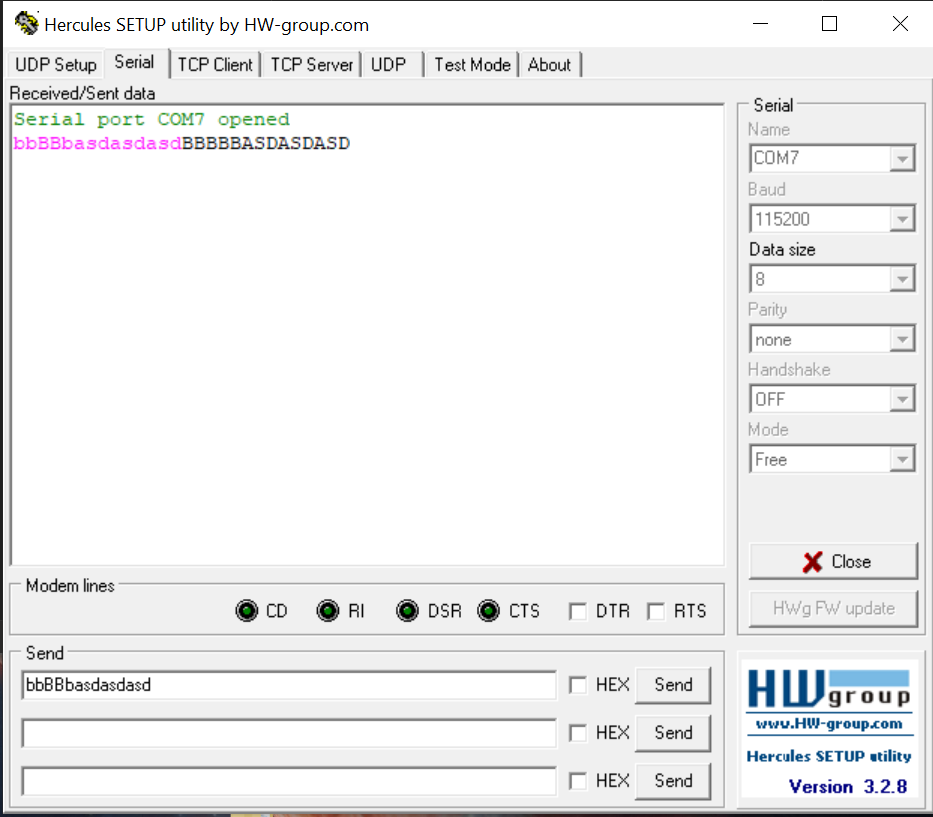 Hercules SETUP utility by HW-group.com
UDP Setup Serial TCP Client TCP Server UDP Test Mode About
Received/Sent data
Serial port COM7 opened
bbBBbasdasdasdBBBBBASDASDASD
Serial
Name
COM7
Baud
115200
Data size
8
Parity
none
Handshake
OFF
Mode
Free
Close
HWg FW update
Modem lines
CD RI DSR CTS DTR RTS
Send
bbBBbasdasdasd HEX Send
HEX Send
HEX Send
HWgroup
www.HW-group.com
Hercules SETUP utility
Version 3.2.8